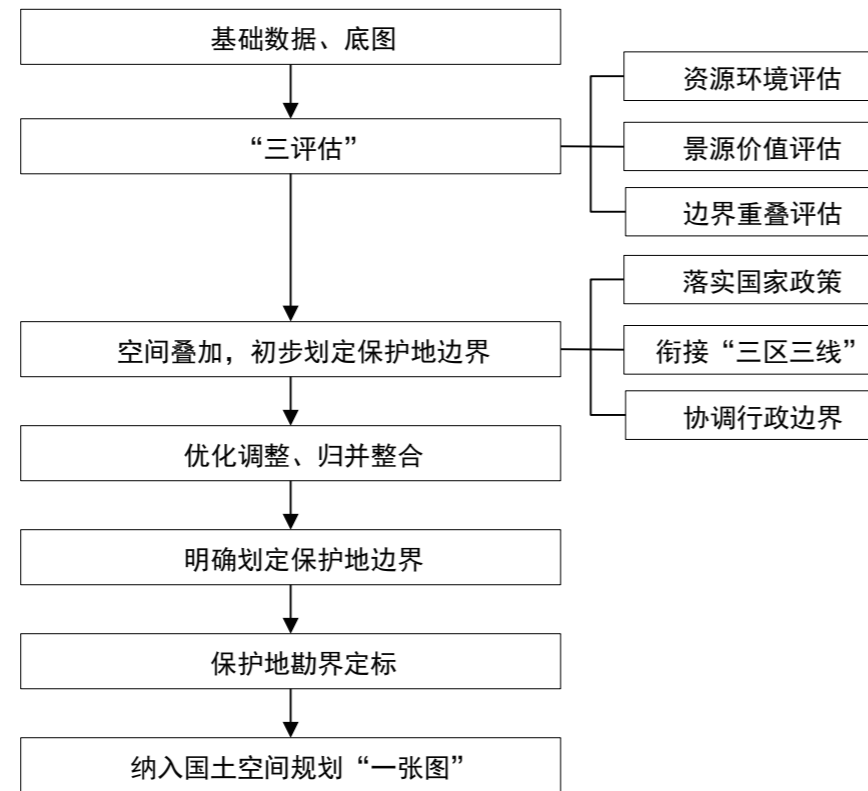 基础数据、底图
“三评估”
资源环境评估
景源价值评估
边界重叠评估
空间叠加，初步划定保护地边界
落实国家政策
衔接“三区三线”
协调行政边界
优化调整、归并整合
明确划定保护地边界
保护地勘界定标
纳入国土空间规划“一张图”